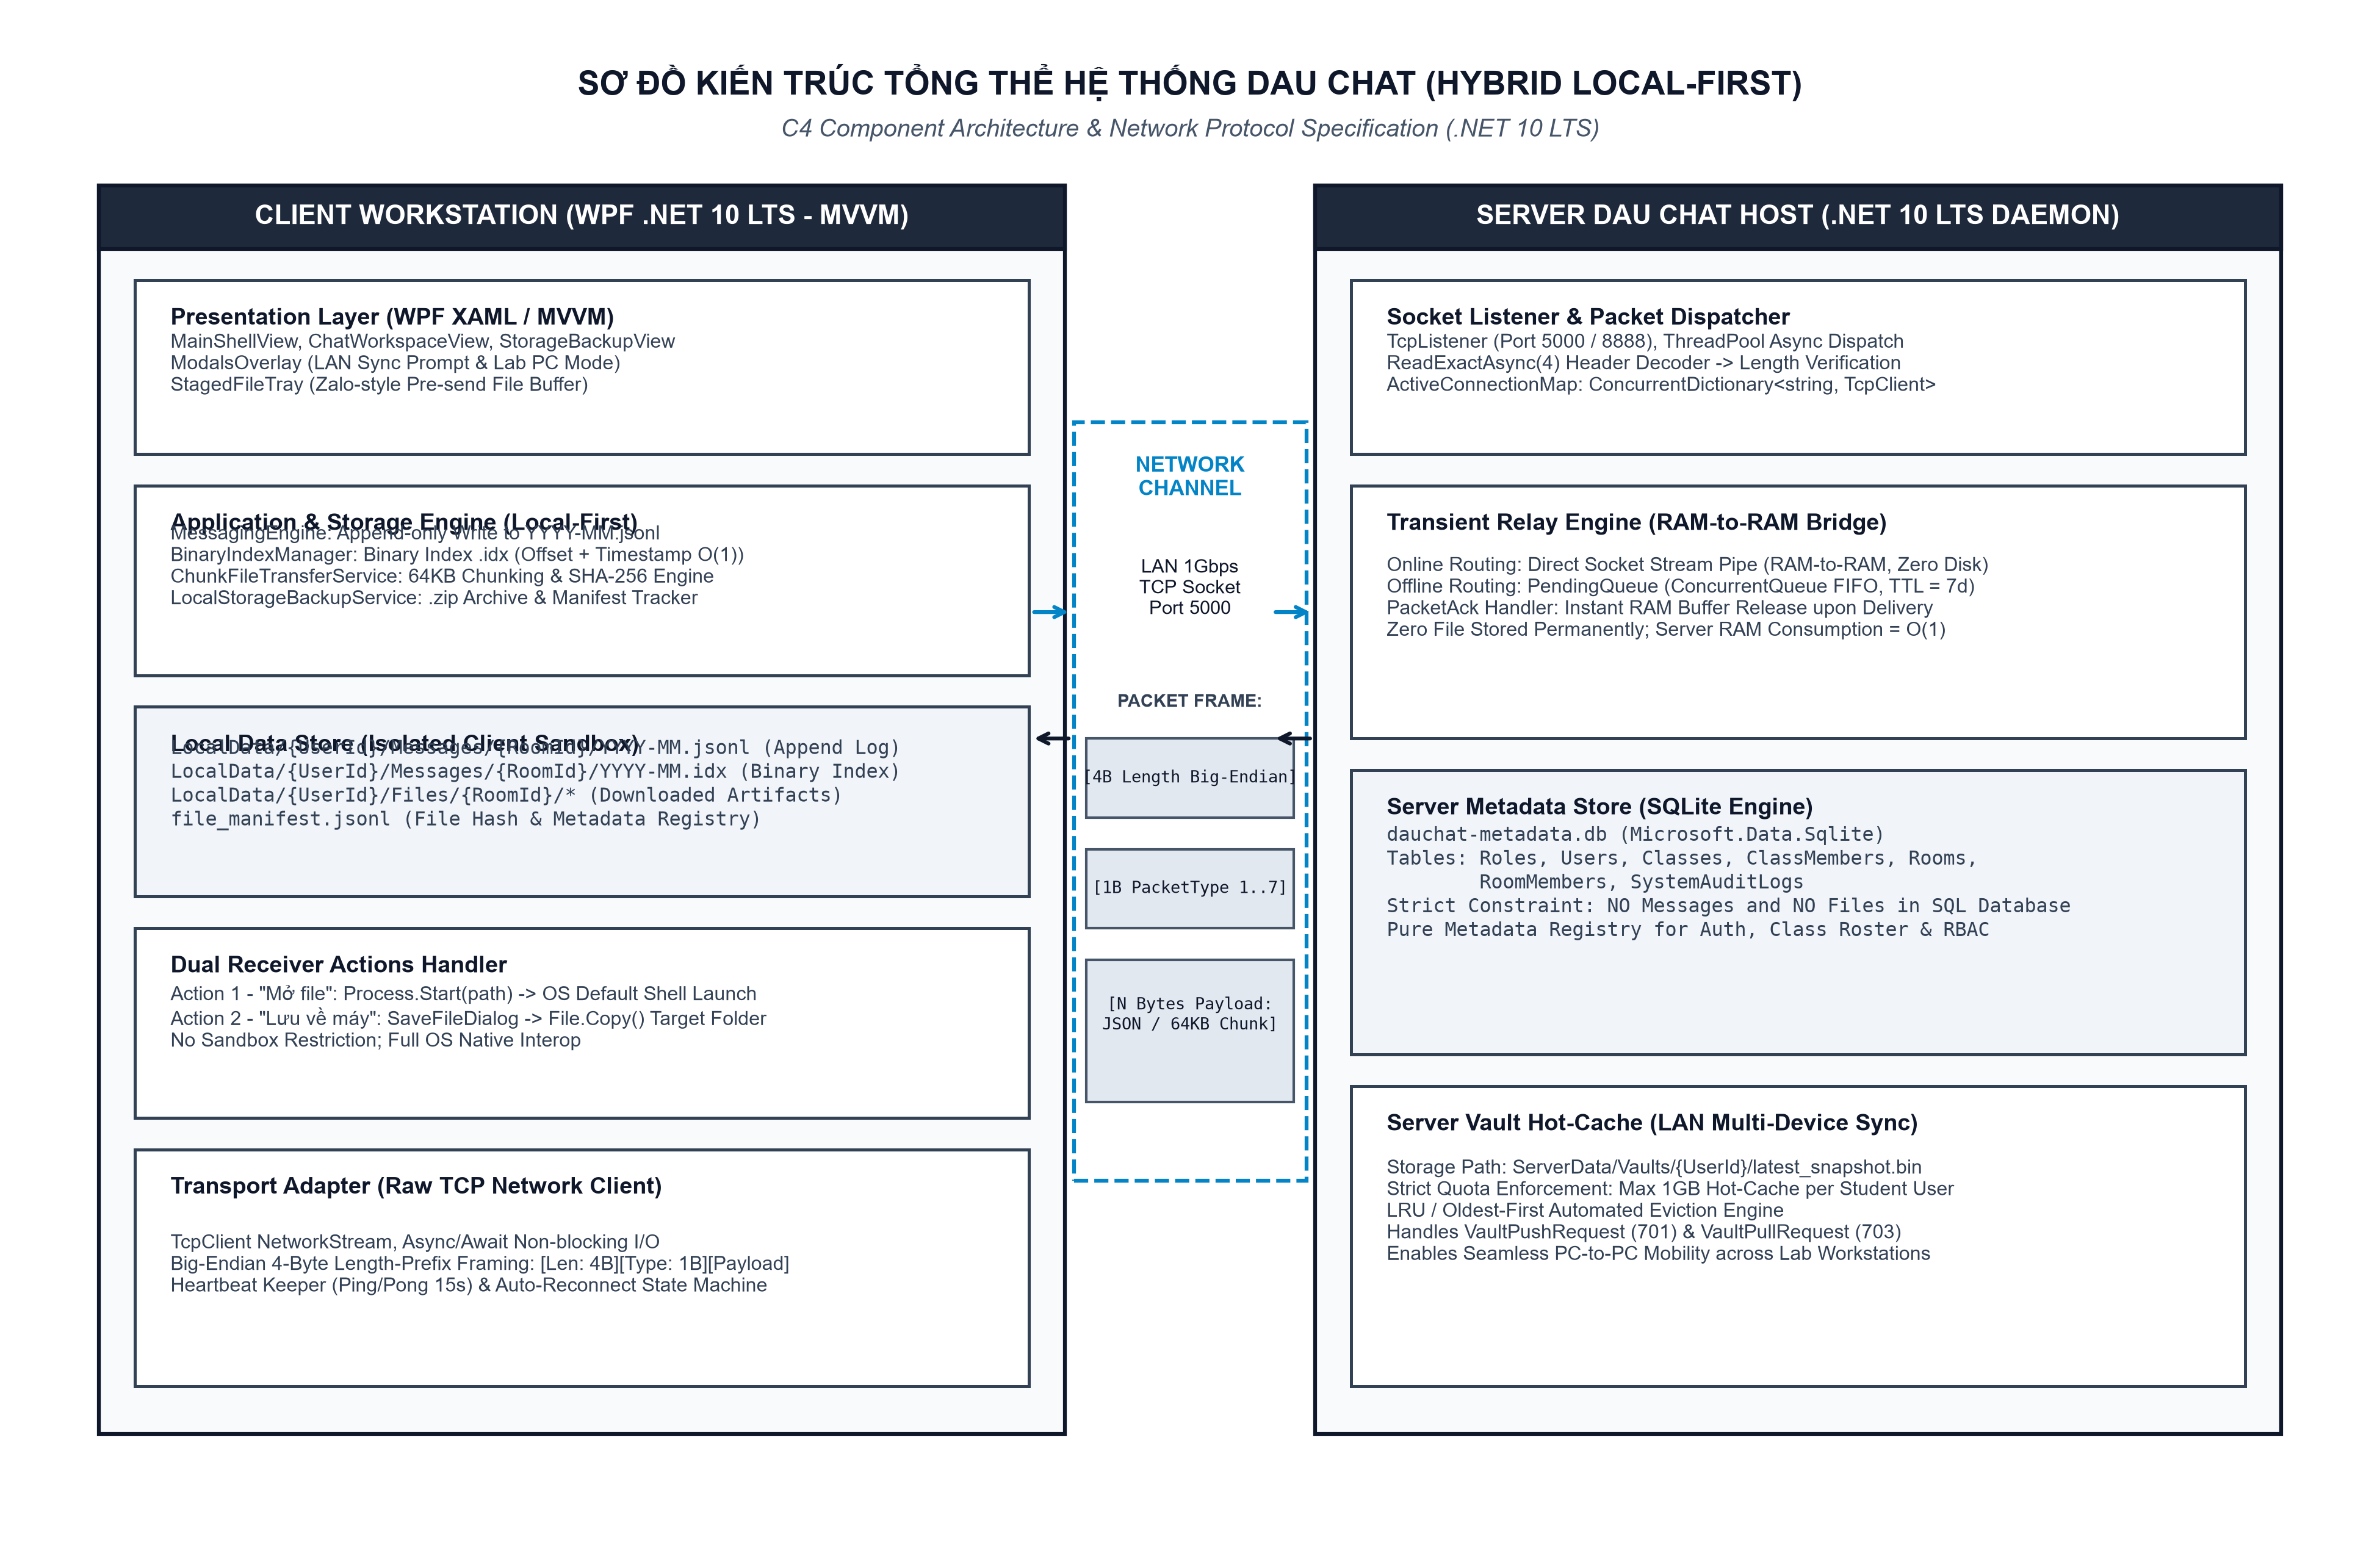 SƠ ĐỒ KIẾN TRÚC TỔNG THỂ HỆ THỐNG DAU CHAT (HYBRID LOCAL-FIRST)
C4 Component Architecture & Network Protocol Specification (.NET 10 LTS)
CLIENT WORKSTATION (WPF .NET 10 LTS - MVVM)
Presentation Layer (WPF XAML / MVVM)
MainShellView, ChatWorkspaceView, StorageBackupView
ModalsOverlay (LAN Sync Prompt & Lab PC Mode)
StagedFileTray (Zalo-style Pre-send File Buffer)
Application & Storage Engine (Local-First)
MessagingEngine: Append-only Write to YYYY-MM.jsonl
BinaryIndexManager: Binary Index .idx (Offset + Timestamp O(1))
ChunkFileTransferService: 64KB Chunking & SHA-256 Engine
LocalStorageBackupService: .zip Archive & Manifest Tracker
Local Data Store (Isolated Client Sandbox)
LocalData/{UserId}/Messages/{RoomId}/YYYY-MM.jsonl (Append Log)
LocalData/{UserId}/Messages/{RoomId}/YYYY-MM.idx (Binary Index)
LocalData/{UserId}/Files/{RoomId}/* (Downloaded Artifacts)
file_manifest.jsonl (File Hash & Metadata Registry)
Dual Receiver Actions Handler
Action 1 - "Mở file": Process.Start(path) -> OS Default Shell Launch
Action 2 - "Lưu về máy": SaveFileDialog -> File.Copy() Target Folder
No Sandbox Restriction; Full OS Native Interop
Transport Adapter (Raw TCP Network Client)
TcpClient NetworkStream, Async/Await Non-blocking I/O
Big-Endian 4-Byte Length-Prefix Framing: [Len: 4B][Type: 1B][Payload]
Heartbeat Keeper (Ping/Pong 15s) & Auto-Reconnect State Machine
NETWORK
CHANNEL
LAN 1Gbps
TCP Socket
Port 5000
PACKET FRAME:
[4B Length Big-Endian]
[1B PacketType 1..7]
[N Bytes Payload:
JSON / 64KB Chunk]
SERVER DAU CHAT HOST (.NET 10 LTS DAEMON)
Socket Listener & Packet Dispatcher
TcpListener (Port 5000 / 8888), ThreadPool Async Dispatch
ReadExactAsync(4) Header Decoder -> Length Verification
ActiveConnectionMap: ConcurrentDictionary<string, TcpClient>
Transient Relay Engine (RAM-to-RAM Bridge)
Online Routing: Direct Socket Stream Pipe (RAM-to-RAM, Zero Disk)
Offline Routing: PendingQueue (ConcurrentQueue FIFO, TTL = 7d)
PacketAck Handler: Instant RAM Buffer Release upon Delivery
Zero File Stored Permanently; Server RAM Consumption = O(1)
Server Metadata Store (SQLite Engine)
dauchat-metadata.db (Microsoft.Data.Sqlite)
Tables: Roles, Users, Classes, ClassMembers, Rooms,
RoomMembers, SystemAuditLogs
Strict Constraint: NO Messages and NO Files in SQL Database
Pure Metadata Registry for Auth, Class Roster & RBAC
Server Vault Hot-Cache (LAN Multi-Device Sync)
Storage Path: ServerData/Vaults/{UserId}/latest_snapshot.bin
Strict Quota Enforcement: Max 1GB Hot-Cache per Student User
LRU / Oldest-First Automated Eviction Engine
Handles VaultPushRequest (701) & VaultPullRequest (703)
Enables Seamless PC-to-PC Mobility across Lab Workstations